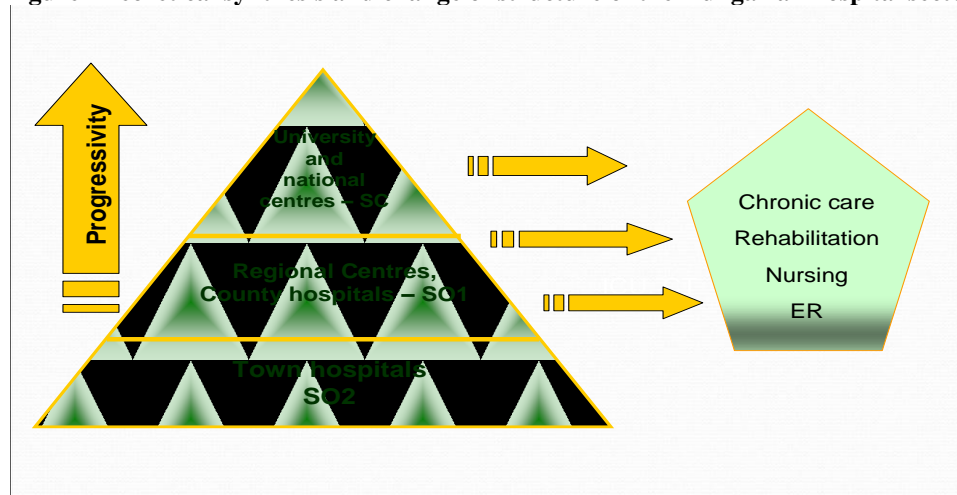 Progressivity
University
and
national
centres – SC
Regional Centres,
County hospitals – SO1
Town hospitals
SO2
Chronic care
Rehabilitation
Nursing
ER